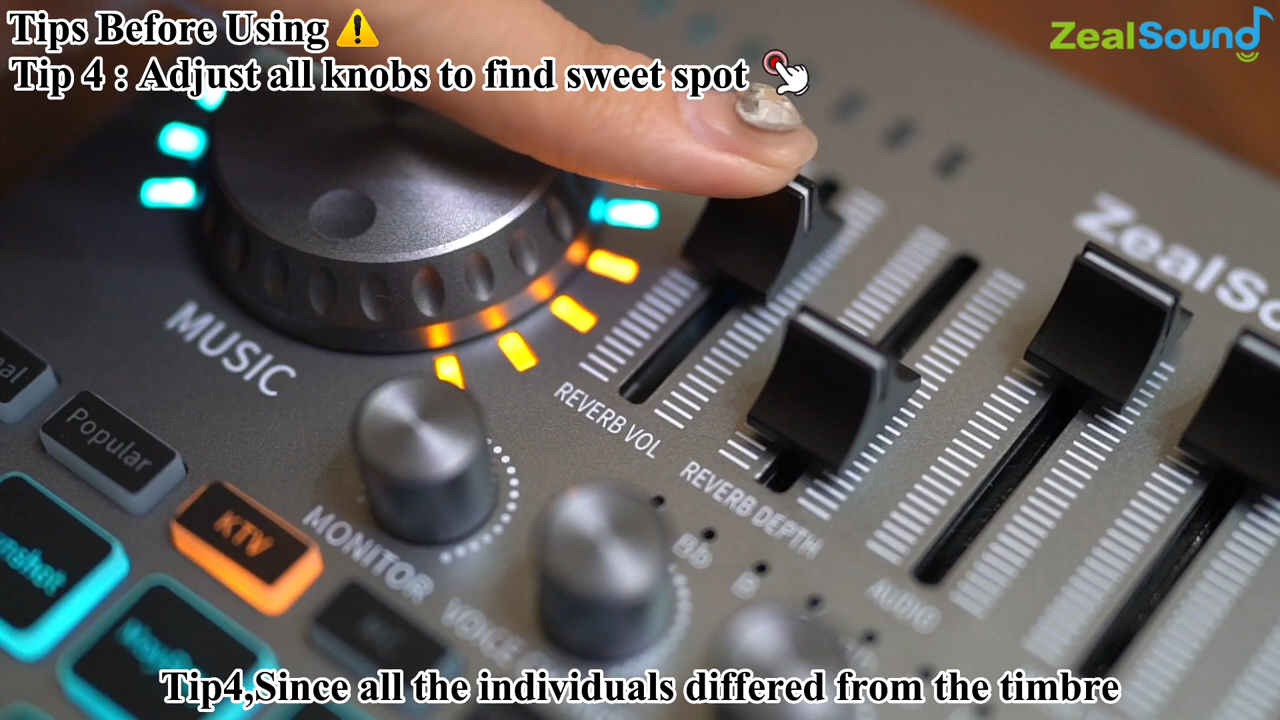 Tips Before Using ⚠
Tip 4 : Adjust all knobs to find sweet spot
ZealSound
MUSIC
Popular
KTV
MONITOR
REVERB VOL
REVERB DEPTH
AUDIO
Bb
B
Tip4,Since all the individuals differed from the timbre